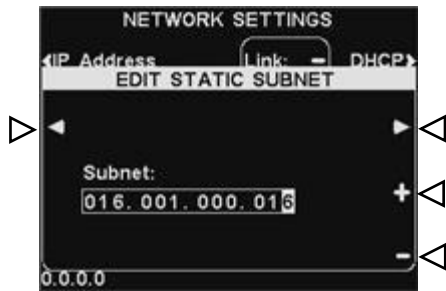 NETWORK SETTINGS
IP Address Link: DHCP
EDIT STATIC SUBNET
Subnet:
016. 001. 000. 016
+
-
0.0.0.0